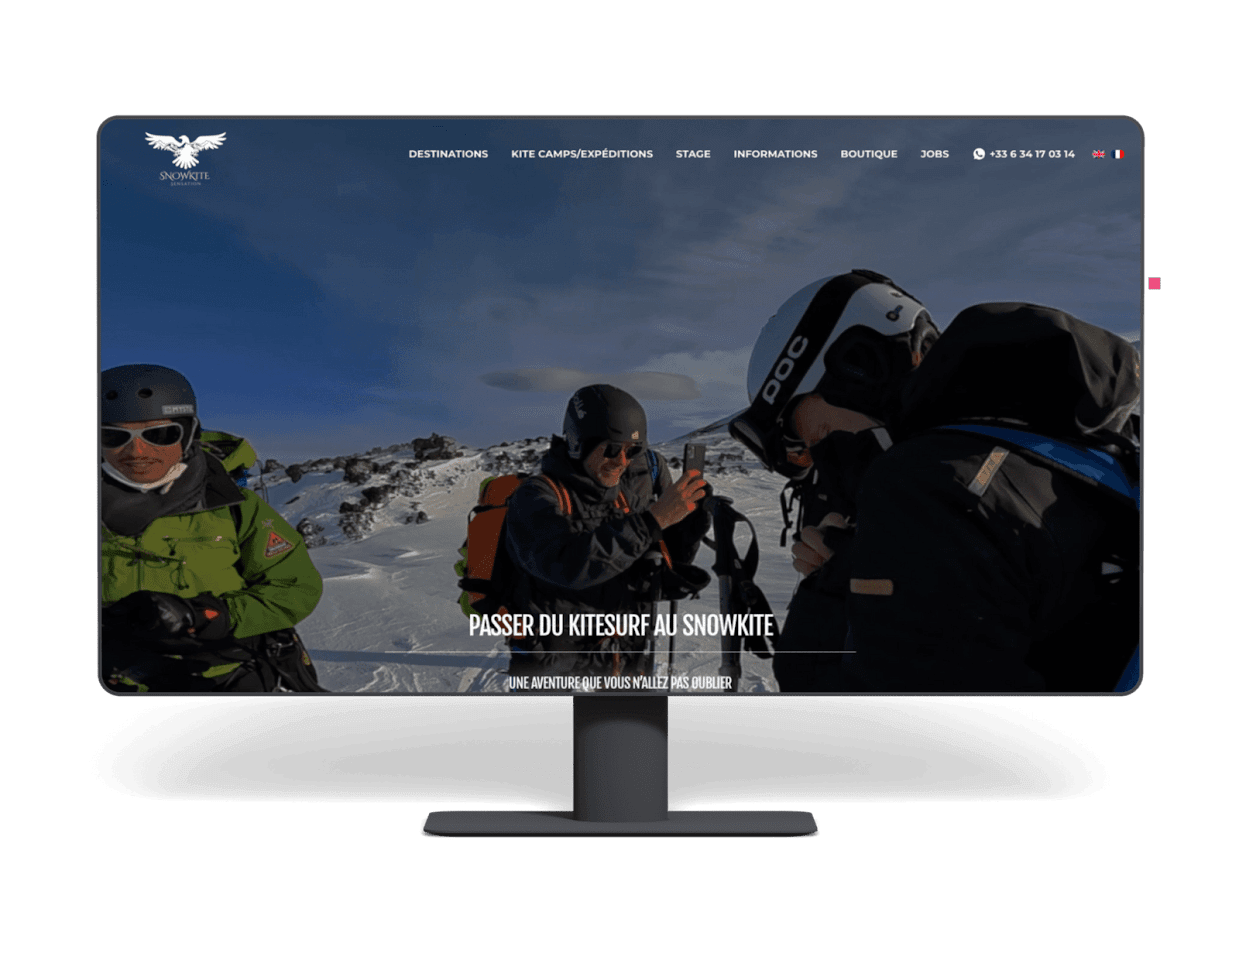 SNOWKITE
SENSATION
DESTINATIONS KITE CAMPS/EXPÉDITIONS STAGE INFORMATIONS BOUTIQUE JOBS +33 6 34 17 03 14
POC
PASSER DU KITESURF AU SNOWKITE
UNE AVENTURE QUE VOUS N'ALLEZ PAS OUBLIER